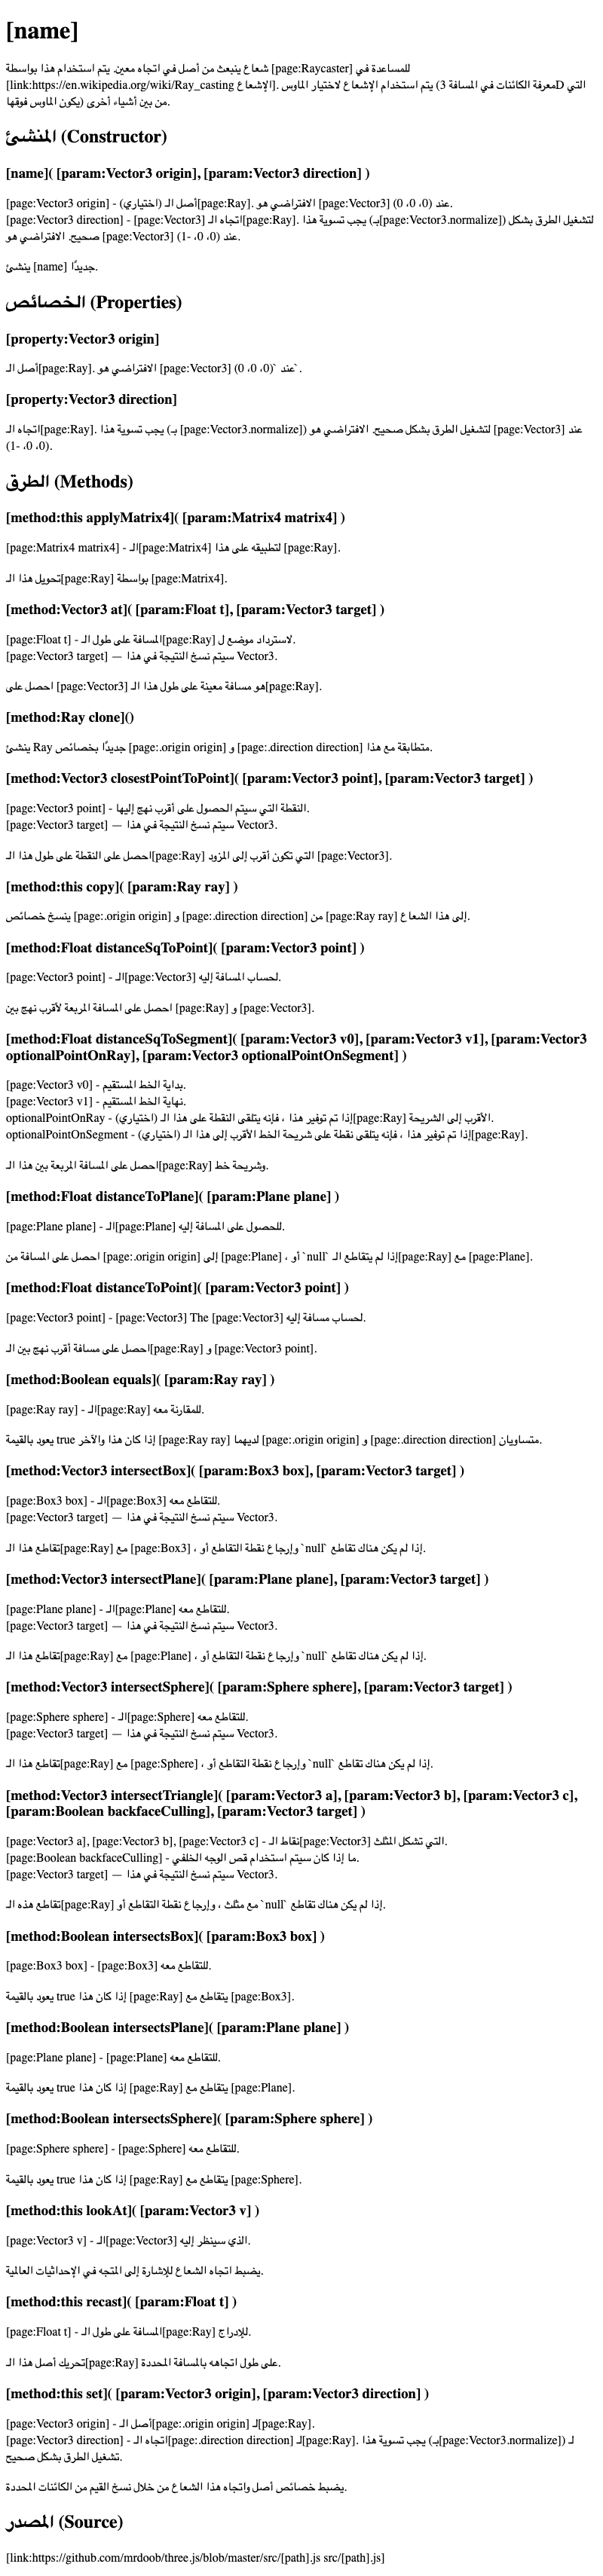 [name]
شعاع ينبعث من أصل في اتجاه معين. يتم استخدام هذا بواسطة [page:Raycaster] للمساعدة في
[link:https://en.wikipedia.org/wiki/Ray_casting الإشعاع]. يتم استخدام الإشعاع لاختيار الماوس (معرفة الكائنات في المسافة 3D التي
يكون الماوس فوقها) من بين أشياء أخرى.
المنشئ (Constructor)
[name]( [param:Vector3 origin], [param:Vector3 direction] )
[page:Vector3 origin] - (اختياري) أصل الـ[page:Ray]. الافتراضي هو [page:Vector3] عند (0، 0، 0).
[page:Vector3 direction] - [page:Vector3] اتجاه الـ[page:Ray]. يجب تسوية هذا (بـ[page:Vector3.normalize]) لتشغيل الطرق بشكل
صحيح. الافتراضي هو [page:Vector3] عند (0، 0، -1).
ينشئ [name] جديدًا.
الخصائص (Properties)
[property:Vector3 origin]
أصل الـ[page:Ray]. الافتراضي هو [page:Vector3] عند `(0، 0، 0)`.
[property:Vector3 direction]
اتجاه الـ[page:Ray]. يجب تسوية هذا (بـ [page:Vector3.normalize]) لتشغيل الطرق بشكل صحيح. الافتراضي هو [page:Vector3] عند
(0، 0، -1).
الطرق (Methods)
[method:this applyMatrix4]( [param:Matrix4 matrix4] )
[page:Matrix4 matrix4] - الـ[page:Matrix4] لتطبيقه على هذا [page:Ray].
تحويل هذا الـ[page:Ray] بواسطة [page:Matrix4].
[method:Vector3 at]( [param:Float t], [param:Vector3 target] )
[page:Float t] - المسافة على طول الـ[page:Ray] لاسترداد موضع ل.
[page:Vector3 target] — سيتم نسخ النتيجة في هذا Vector3.
احصل على [page:Vector3] هو مسافة معينة على طول هذا الـ[page:Ray].
[method:Ray clone]()
ينشئ Ray جديدًا بخصائص [page:.origin origin] و [page:.direction direction] متطابقة مع هذا.
[method:Vector3 closestPointToPoint]( [param:Vector3 point], [param:Vector3 target] )
[page:Vector3 point] - النقطة التي سيتم الحصول على أقرب نهج إليها.
[page:Vector3 target] — سيتم نسخ النتيجة في هذا Vector3.
احصل على النقطة على طول هذا الـ[page:Ray] التي تكون أقرب إلى المزود [page:Vector3].
[method:this copy]( [param:Ray ray] )
ينسخ خصائص [page:.origin origin] و [page:.direction direction] من [page:Ray ray] إلى هذا الشعاع.
[method:Float distanceSqToPoint]( [param:Vector3 point] )
[page:Vector3 point] - الـ[page:Vector3] لحساب المسافة إليه.
احصل على المسافة المربعة لأقرب نهج بين [page:Ray] و [page:Vector3].
[method:Float distanceSqToSegment]( [param:Vector3 v0], [param:Vector3 v1], [param:Vector3
optionalPointOnRay], [param:Vector3 optionalPointOnSegment] )
[page:Vector3 v0] - بداية الخط المستقيم.
[page:Vector3 v1] - نهاية الخط المستقيم.
optionalPointOnRay - (اختياري) إذا تم توفير هذا ، فإنه يتلقى النقطة على هذا الـ[page:Ray] الأقرب إلى الشريحة.
optionalPointOnSegment - (اختياري) إذا تم توفير هذا ، فإنه يتلقى نقطة على شريحة الخط الأقرب إلى هذا الـ[page:Ray].
احصل على المسافة المربعة بين هذا الـ[page:Ray] وشريحة خط.
[method:Float distanceToPlane]( [param:Plane plane] )
[page:Plane plane] - الـ[page:Plane] للحصول على المسافة إليه.
احصل على المسافة من [page:.origin origin] إلى [page:Plane] ، أو `null` إذا لم يتقاطع الـ[page:Ray] مع [page:Plane].
[method:Float distanceToPoint]( [param:Vector3 point] )
[page:Vector3 point] - [page:Vector3] The [page:Vector3] لحساب مسافة إليه.
احصل على مسافة أقرب نهج بين الـ[page:Ray] و [page:Vector3 point].
[method:Boolean equals]( [param:Ray ray] )
[page:Ray ray] - الـ[page:Ray] للمقارنة معه.
يعود بالقيمة true إذا كان هذا والآخر [page:Ray ray] لديهما [page:.origin origin] و [page:.direction direction] متساويان.
[method:Vector3 intersectBox]( [param:Box3 box], [param:Vector3 target] )
[page:Box3 box] - الـ[page:Box3] للتقاطع معه.
[page:Vector3 target] — سيتم نسخ النتيجة في هذا Vector3.
تقاطع هذا الـ[page:Ray] مع [page:Box3] ، وإرجاع نقطة التقاطع أو `null` إذا لم يكن هناك تقاطع.
[method:Vector3 intersectPlane]( [param:Plane plane], [param:Vector3 target] )
[page:Plane plane] - الـ[page:Plane] للتقاطع معه.
[page:Vector3 target] — سيتم نسخ النتيجة في هذا Vector3.
تقاطع هذا الـ[page:Ray] مع [page:Plane] ، وإرجاع نقطة التقاطع أو `null` إذا لم يكن هناك تقاطع.
[method:Vector3 intersectSphere]( [param:Sphere sphere], [param:Vector3 target] )
[page:Sphere sphere] - الـ[page:Sphere] للتقاطع معه.
[page:Vector3 target] — سيتم نسخ النتيجة في هذا Vector3.
تقاطع هذا الـ[page:Ray] مع [page:Sphere] ، وإرجاع نقطة التقاطع أو `null` إذا لم يكن هناك تقاطع.
[method:Vector3 intersectTriangle]( [param:Vector3 a], [param:Vector3 b], [param:Vector3 c],
[param:Boolean backfaceCulling], [param:Vector3 target] )
[page:Vector3 a], [page:Vector3 b], [page:Vector3 c] - نقاط الـ[page:Vector3] التي تشكل المثلث.
[page:Boolean backfaceCulling] - ما إذا كان سيتم استخدام قص الوجه الخلفي.
[page:Vector3 target] — سيتم نسخ النتيجة في هذا Vector3.
تقاطع هذه الـ[page:Ray] مع مثلث ، وإرجاع نقطة التقاطع أو `null` إذا لم يكن هناك تقاطع.
[method:Boolean intersectsBox]( [param:Box3 box] )
[page:Box3 box] - [page:Box3] للتقاطع معه.
يعود بالقيمة true إذا كان هذا [page:Ray] يتقاطع مع [page:Box3].
[method:Boolean intersectsPlane]( [param:Plane plane] )
[page:Plane plane] - [page:Plane] للتقاطع معه.
يعود بالقيمة true إذا كان هذا [page:Ray] يتقاطع مع [page:Plane].
[method:Boolean intersectsSphere]( [param:Sphere sphere] )
[page:Sphere sphere] - [page:Sphere] للتقاطع معه.
يعود بالقيمة true إذا كان هذا [page:Ray] يتقاطع مع [page:Sphere].
[method:this lookAt]( [param:Vector3 v] )
[page:Vector3 v] - الـ[page:Vector3] الذي سينظر إليه.
يضبط اتجاه الشعاع للإشارة إلى المتجه في الإحداثيات العالمية.
[method:this recast]( [param:Float t] )
[page:Float t] - المسافة على طول الـ[page:Ray] للإدراج.
تحريك أصل هذا الـ[page:Ray] على طول اتجاهه بالمسافة المحددة.
[method:this set]( [param:Vector3 origin], [param:Vector3 direction] )
[page:Vector3 origin] - أصل الـ[page:.origin origin] لـ[page:Ray].
[page:Vector3 direction] - اتجاه الـ[page:.direction direction] لـ[page:Ray]. يجب تسوية هذا (بـ[page:Vector3.normalize]) لـ
تشغيل الطرق بشكل صحيح.
يضبط خصائص أصل واتجاه هذا الشعاع من خلال نسخ القيم من الكائنات المحددة.
المصدر (Source)
[link:https://github.com/mrdoob/three.js/blob/master/src/[path].js src/[path].js]